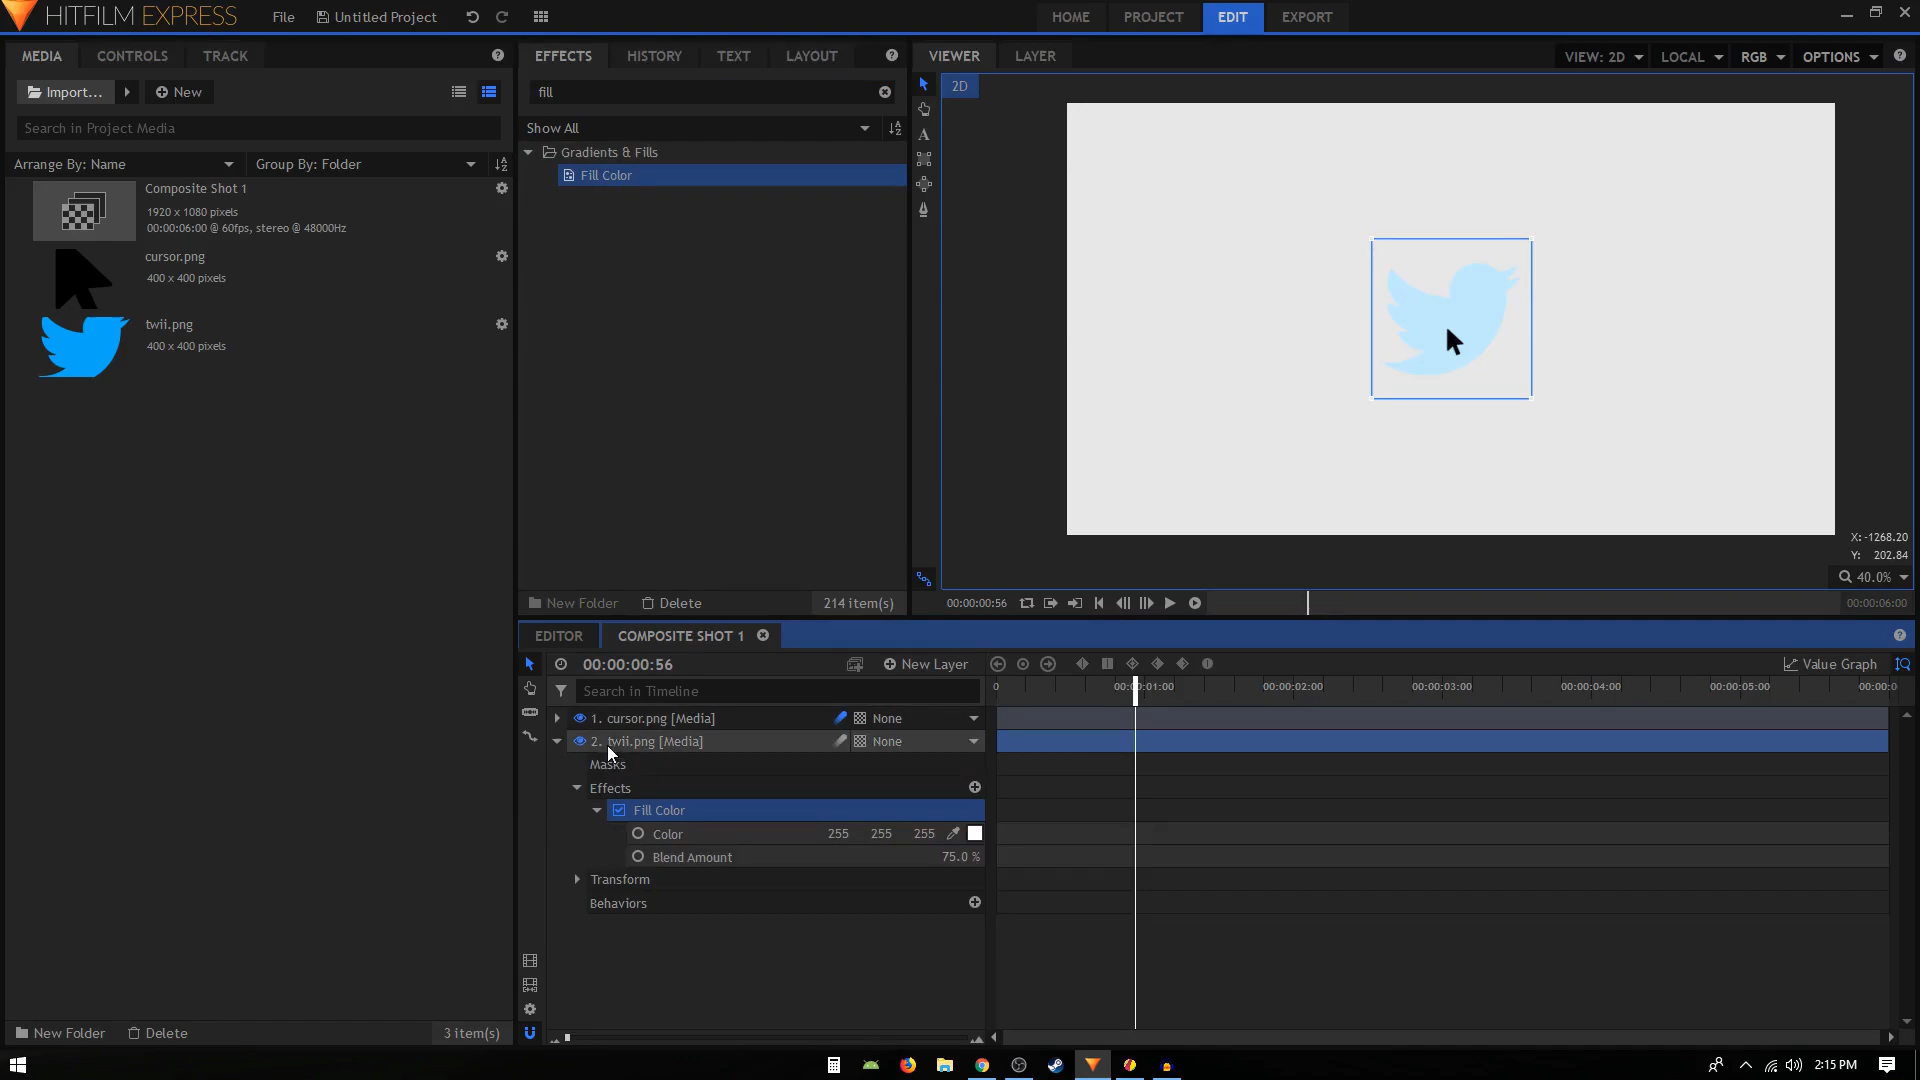 HITFILM EXPRESS
File
Untitled Project
HOME
PROJECT
EDIT
EXPORT
MEDIA
CONTROLS
TRACK
EFFECTS
HISTORY
TEXT
LAYOUT
VIEWER
LAYER
VIEW: 2D
LOCAL
RGB
OPTIONS
Import...
New
fill
2D
Search in Project Media
Show All
Arrange By: Name
Group By: Folder
Gradients & Fills
Fill Color
Composite Shot 1
1920 x 1080 pixels
00:00:06:00 @ 60fps, stereo @ 48000Hz
cursor.png
400 x 400 pixels
twii.png
400 x 400 pixels
X: -1268.20
Y: 202.84
40.0%
New Folder
Delete
214 item(s)
00:00:00:56
00:00:06:00
EDITOR
COMPOSITE SHOT 1
00:00:00:56
New Layer
Value Graph
Search in Timeline
0
00:00:01:00
00:00:02:00
00:00:03:00
00:00:04:00
00:00:05:00
00:00:0
1. cursor.png [Media]
None
2. twii.png [Media]
None
Masks
Effects
Fill Color
Color
255 255 255
Blend Amount
75.0 %
Transform
Behaviors
New Folder
Delete
3 item(s)
2:15 PM